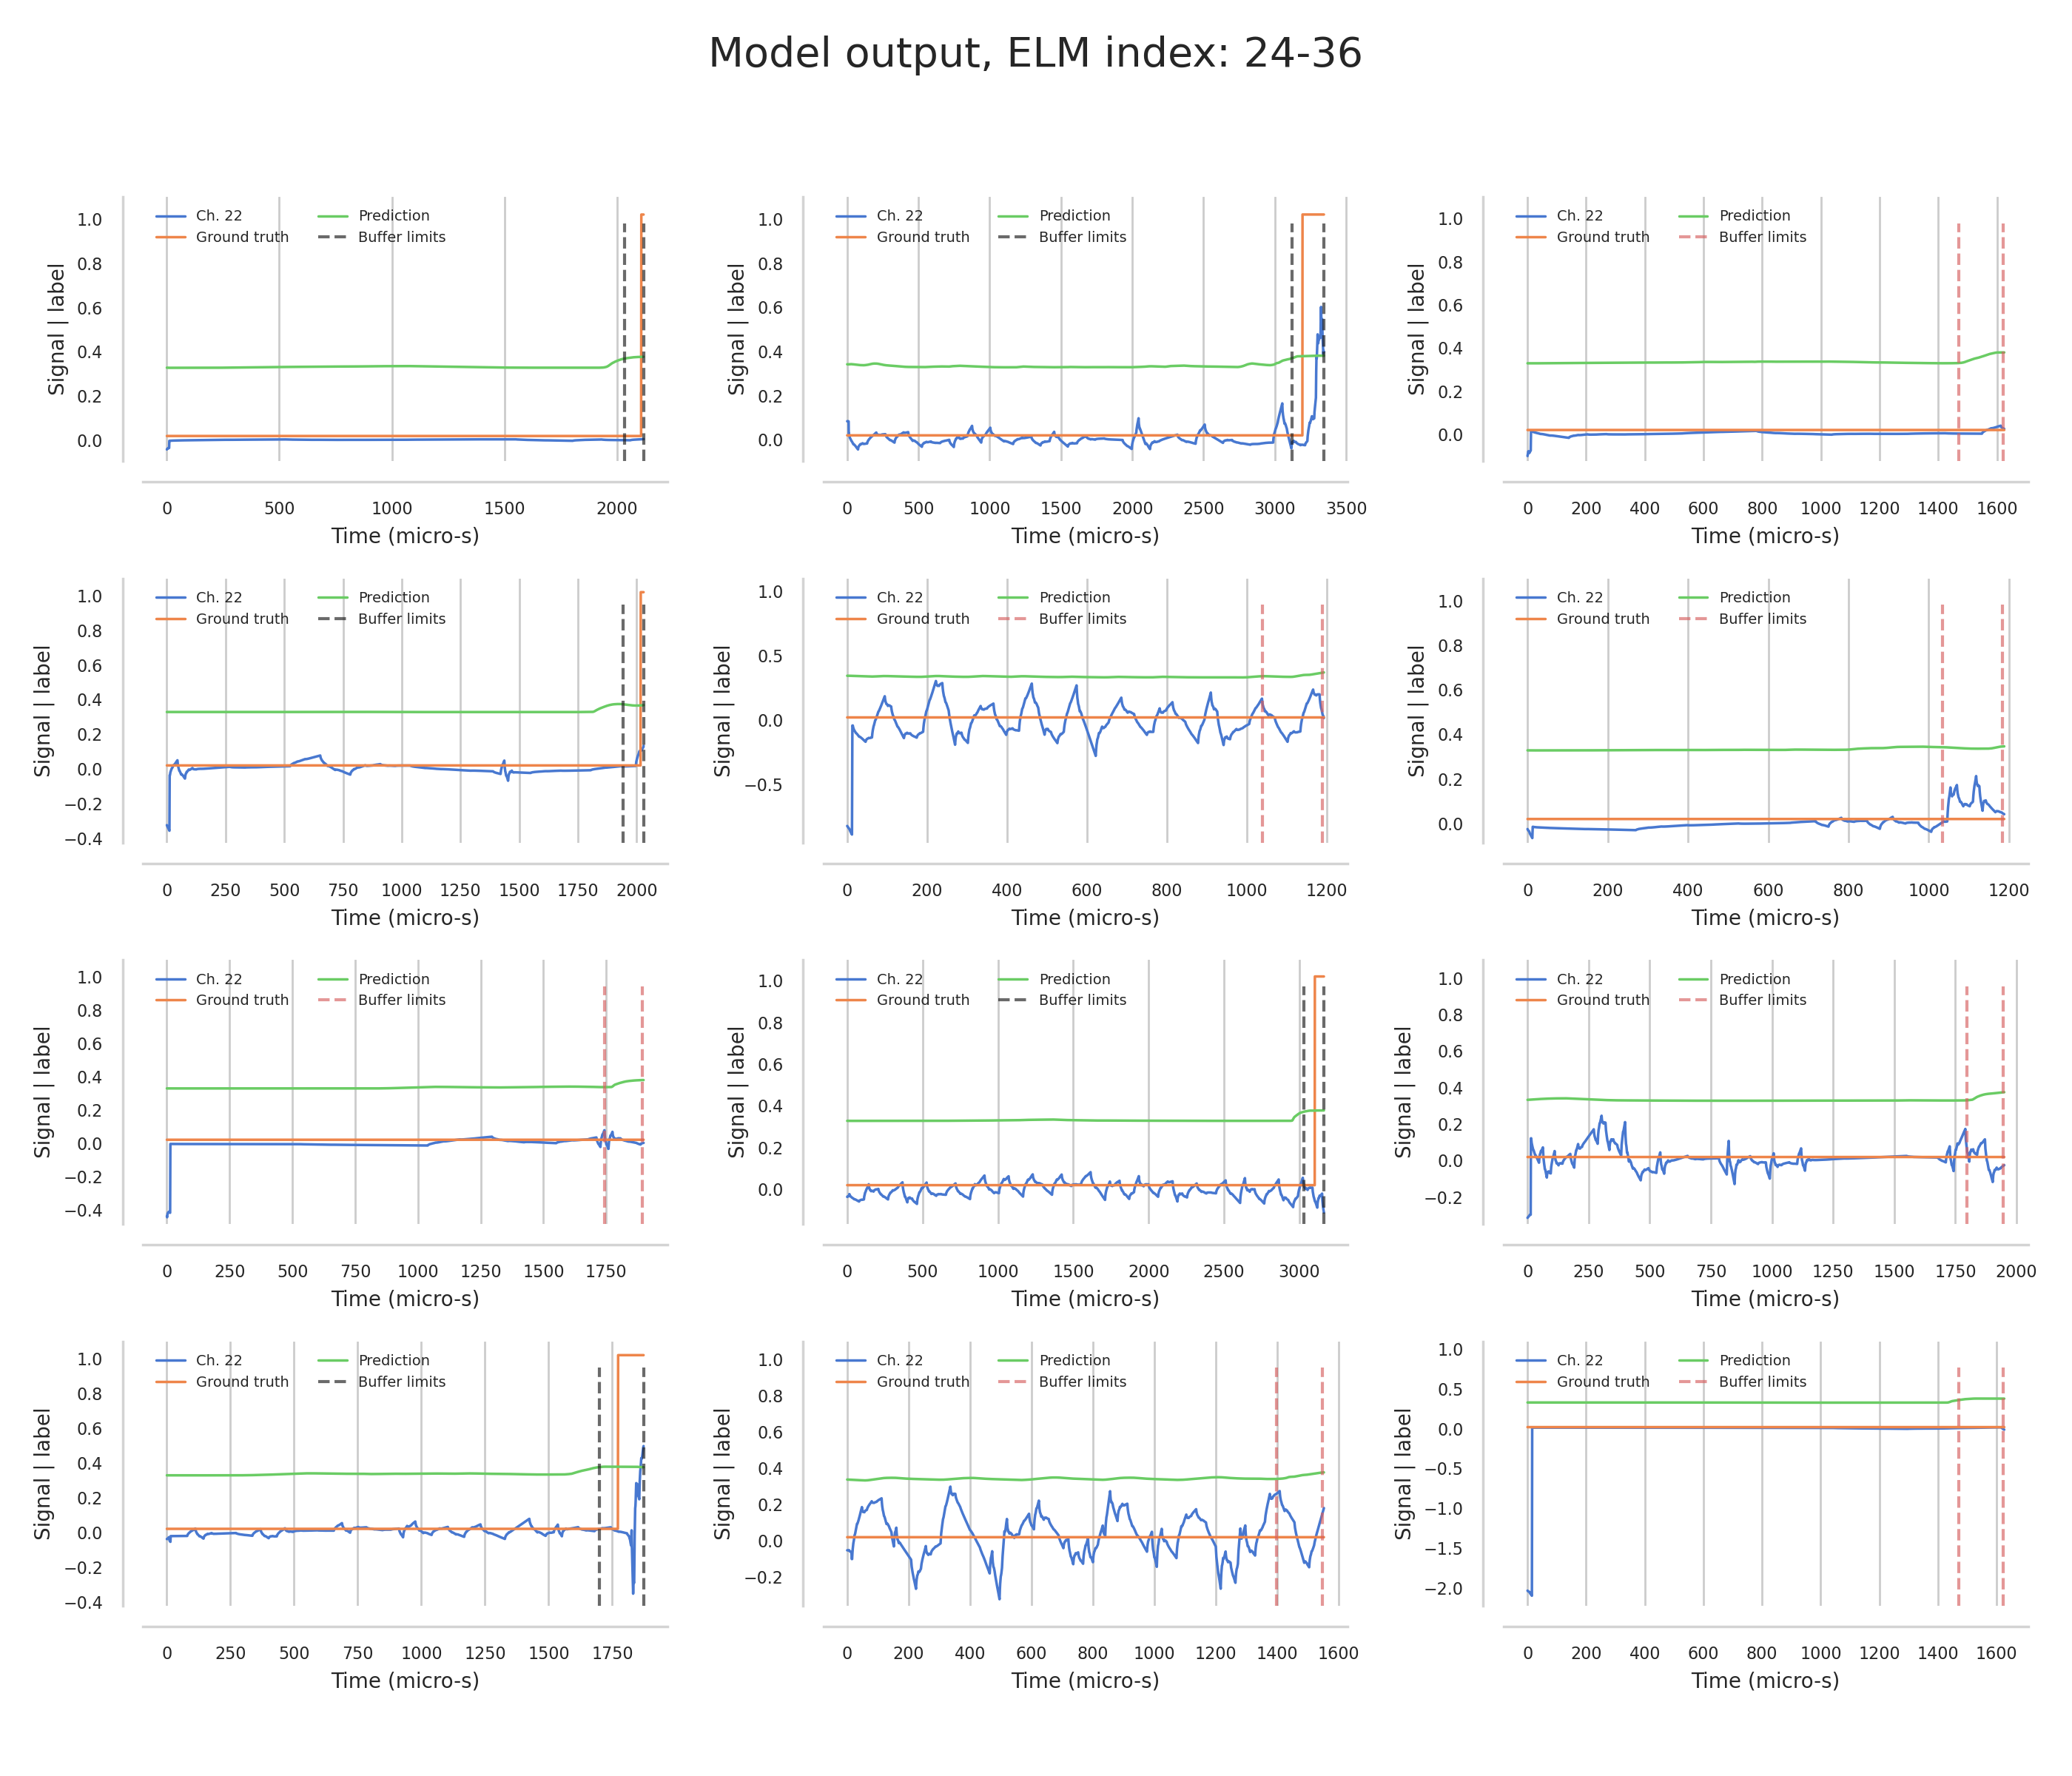 Model output, ELM index: 24-36
Ch. 22 Prediction
Ground truth Buffer limits
1.0
0.8
0.6
0.4
0.2
0.0
Signal | label
0 500 1000 1500 2000
Time (micro-s)
Ch. 22 Prediction
Ground truth Buffer limits
1.0
0.8
0.6
0.4
0.2
0.0
Signal | label
0 500 1000 1500 2000 2500 3000 3500
Time (micro-s)
Ch. 22 Prediction
Ground truth Buffer limits
1.0
0.8
0.6
0.4
0.2
0.0
Signal | label
0 200 400 600 800 1000 1200 1400 1600
Time (micro-s)
Ch. 22 Prediction
Ground truth Buffer limits
1.0
0.8
0.6
0.4
0.2
0.0
−0.2
−0.4
Signal | label
0 250 500 750 1000 1250 1500 1750 2000
Time (micro-s)
Ch. 22 Prediction
Ground truth Buffer limits
1.0
0.5
0.0
−0.5
Signal | label
0 200 400 600 800 1000 1200
Time (micro-s)
Ch. 22 Prediction
Ground truth Buffer limits
1.0
0.8
0.6
0.4
0.2
0.0
Signal | label
0 200 400 600 800 1000 1200
Time (micro-s)
Ch. 22 Prediction
Ground truth Buffer limits
1.0
0.8
0.6
0.4
0.2
0.0
−0.2
−0.4
Signal | label
0 250 500 750 1000 1250 1500 1750
Time (micro-s)
Ch. 22 Prediction
Ground truth Buffer limits
1.0
0.8
0.6
0.4
0.2
0.0
Signal | label
0 500 1000 1500 2000 2500 3000
Time (micro-s)
Ch. 22 Prediction
Ground truth Buffer limits
1.0
0.8
0.6
0.4
0.2
0.0
−0.2
Signal | label
0 250 500 750 1000 1250 1500 1750 2000
Time (micro-s)
Ch. 22 Prediction
Ground truth Buffer limits
1.0
0.8
0.6
0.4
0.2
0.0
−0.2
−0.4
Signal | label
0 250 500 750 1000 1250 1500 1750
Time (micro-s)
Ch. 22 Prediction
Ground truth Buffer limits
1.0
0.8
0.6
0.4
0.2
0.0
−0.2
Signal | label
0 200 400 600 800 1000 1200 1400 1600
Time (micro-s)
Ch. 22 Prediction
Ground truth Buffer limits
1.0
0.5
0.0
−0.5
−1.0
−1.5
−2.0
Signal | label
0 200 400 600 800 1000 1200 1400 1600
Time (micro-s)